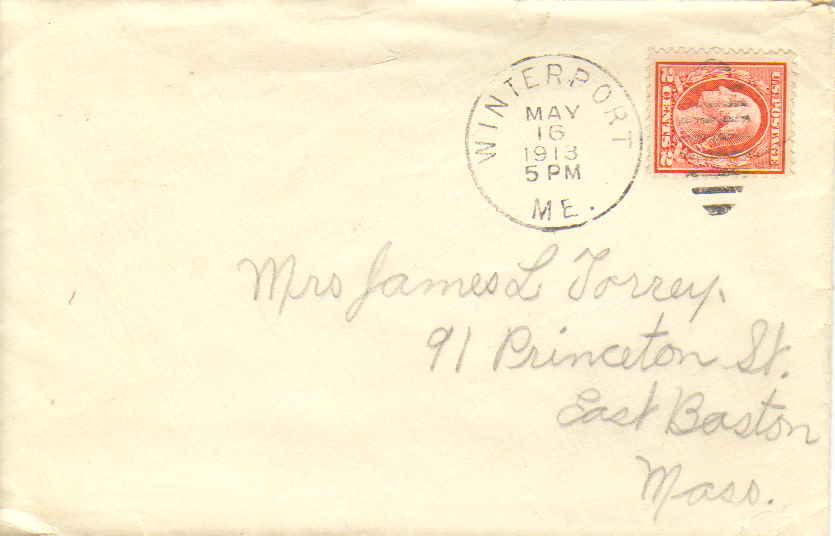 WINTERPORT
MAY
16
1913
5 PM
ME.
U.S. POSTAGE
2 CENTS 2
Mrs James L Torrey.
91 Princeton St.
East Boston
Mass.